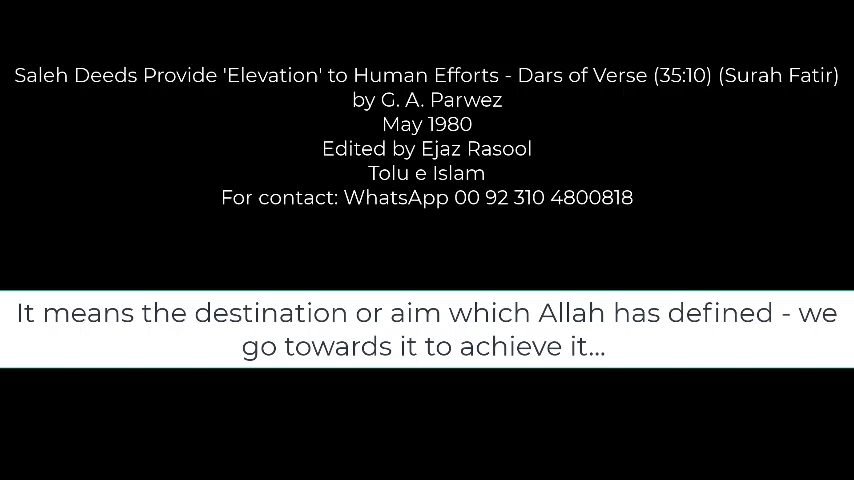 Saleh Deeds Provide 'Elevation' to Human Efforts - Dars of Verse (35:10) (Surah Fatir)
by G. A. Parwez
May 1980
Edited by Ejaz Rasool
Tolu e Islam
For contact: WhatsApp 00 92 310 4800818
It means the destination or aim which Allah has defined - we
go towards it to achieve it...